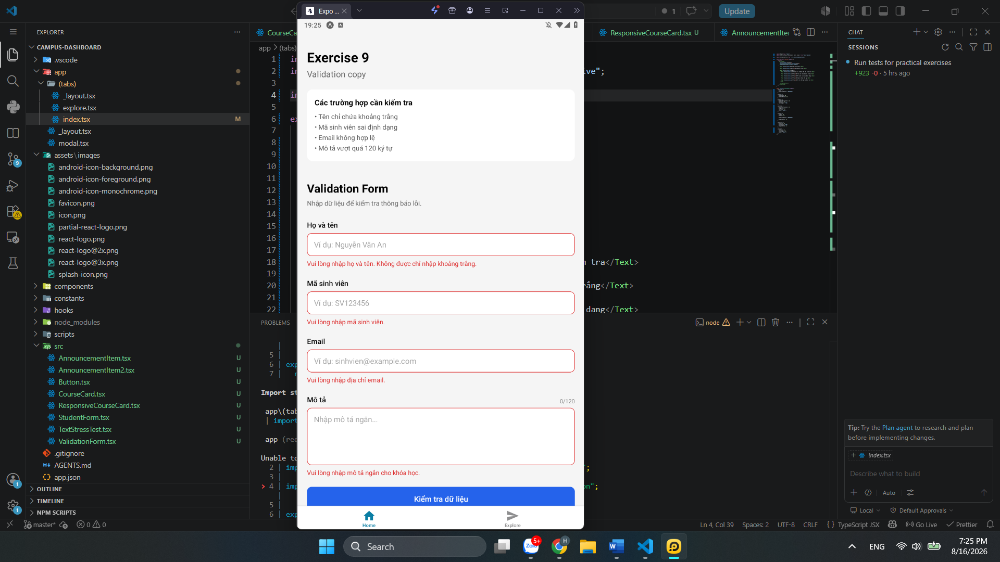 Expo ...
1
Update
19:25
EXPLORER
CAMPUS-DASHBOARD
.vscode
app
(tabs)
_layout.tsx
explore.tsx
index.tsx M
_layout.tsx
modal.tsx
assets\images
android-icon-background.png
android-icon-foreground.png
android-icon-monochrome.png
favicon.png
icon.png
partial-react-logo.png
react-logo.png
react-logo@2x.png
react-logo@3x.png
splash-icon.png
components
constants
hooks
node_modules
scripts
src
AnnouncementItem.tsx U
AnnouncementItem2.tsx U
Button.tsx U
CourseCard.tsx U
ResponsiveCourseCard.tsx U
StudentForm.tsx U
TextStressTest.tsx U
ValidationForm.tsx U
.gitignore
AGENTS.md
app.json
OUTLINE
TIMELINE
NPM SCRIPTS
9
1
1
CourseCa
ResponsiveCourseCard.tsx U
AnnouncementIte
app > (tabs)
1
2 ive";
3
4
5
6
7
8
9
10
11
12
13
14
15
16
17
18 tra</Text>
19
20 rắng</Text>
21
22 dạng</Text>
PROBLEMS
node
5
6 | exp
7
Import st
app\(tab
| import
app (roo
Unable to
2 | imp ";
3
> 4 | imp on";
5
6 | exp
Exercise 9
Validation copy
Các trường hợp cần kiểm tra
• Tên chỉ chứa khoảng trắng
• Mã sinh viên sai định dạng
• Email không hợp lệ
• Mô tả vượt quá 120 ký tự
Validation Form
Nhập dữ liệu để kiểm tra thông báo lỗi.
Họ và tên
Ví dụ: Nguyễn Văn An
Vui lòng nhập họ và tên. Không được chỉ nhập khoảng trắng.
Mã sinh viên
Ví dụ: SV123456
Vui lòng nhập mã sinh viên.
Email
Ví dụ: sinhvien@example.com
Vui lòng nhập địa chỉ email.
Mô tả 0/120
Nhập mô tả ngắn...
Vui lòng nhập mô tả ngắn cho khóa học.
Kiểm tra dữ liệu
Home
Explore
CHAT
SESSIONS
Run tests for practical exercises
+923 -0 · 5 hrs ago
Tip: Try the Plan agent to research and plan
before implementing changes.
index.tsx
Describe what to build
Auto
Local
Default Approvals
master*
0 0
Ln 4, Col 39
Spaces: 2
UTF-8
CRLF
TypeScript JSX
Go Live
Prettier
Search
Zalo
5+
H
ENG
7:25 PM
8/16/2026